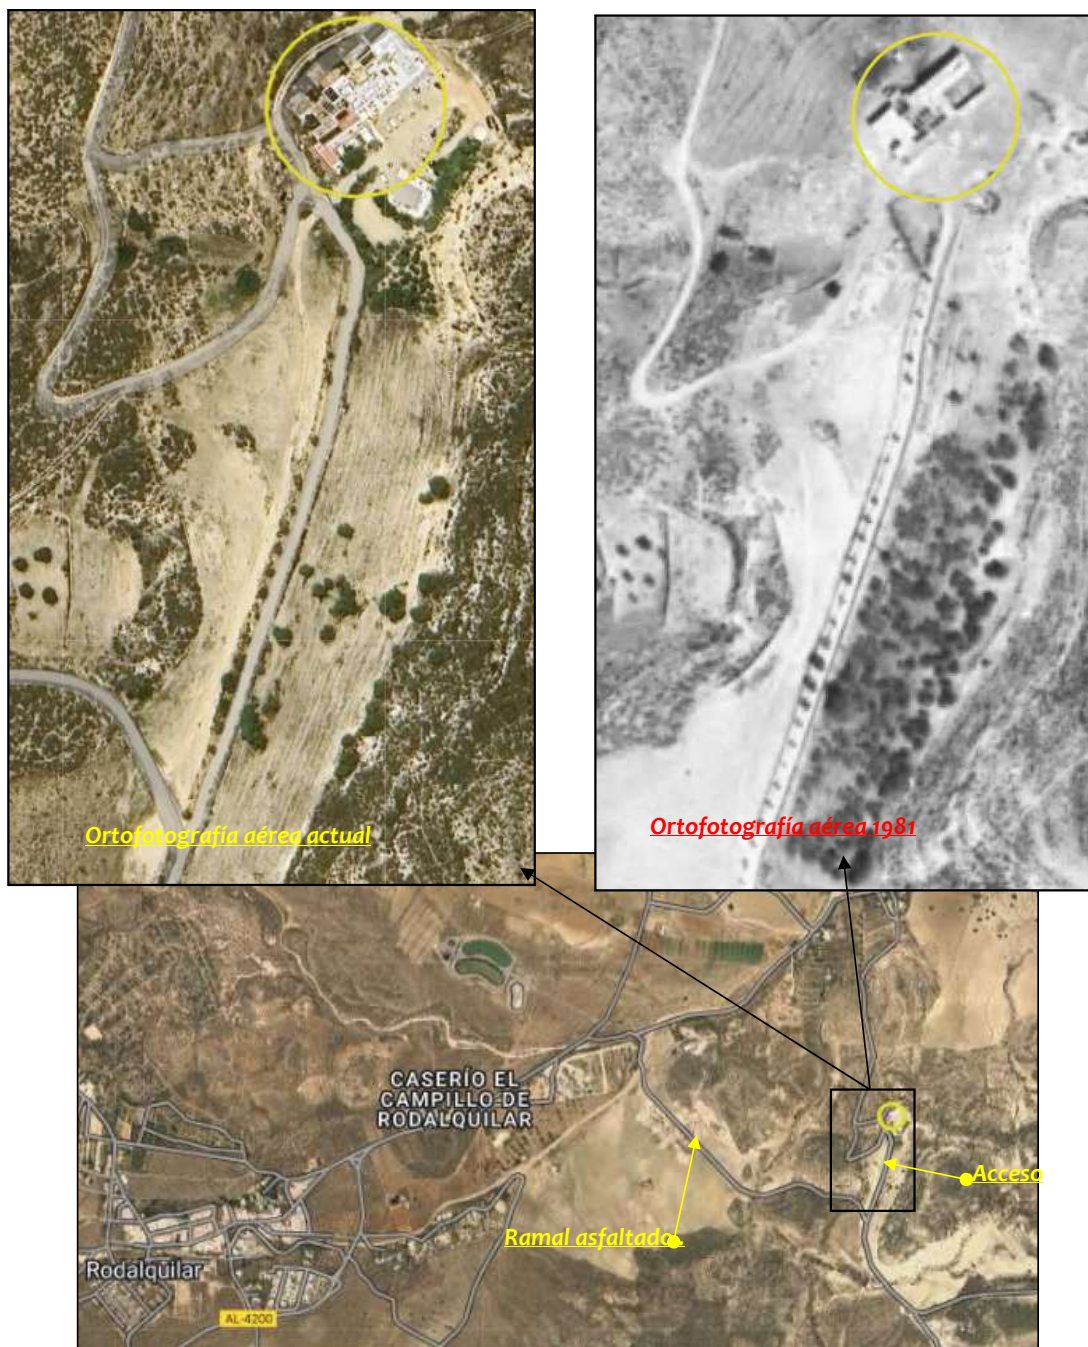 Ortofotografía aérea actual
Ortofotografía aérea 1981
CASERÍO EL
CAMPILLO DE
RODALQUILAR
Acceso
Ramal asfaltado
Rodalquilar
AL-4200